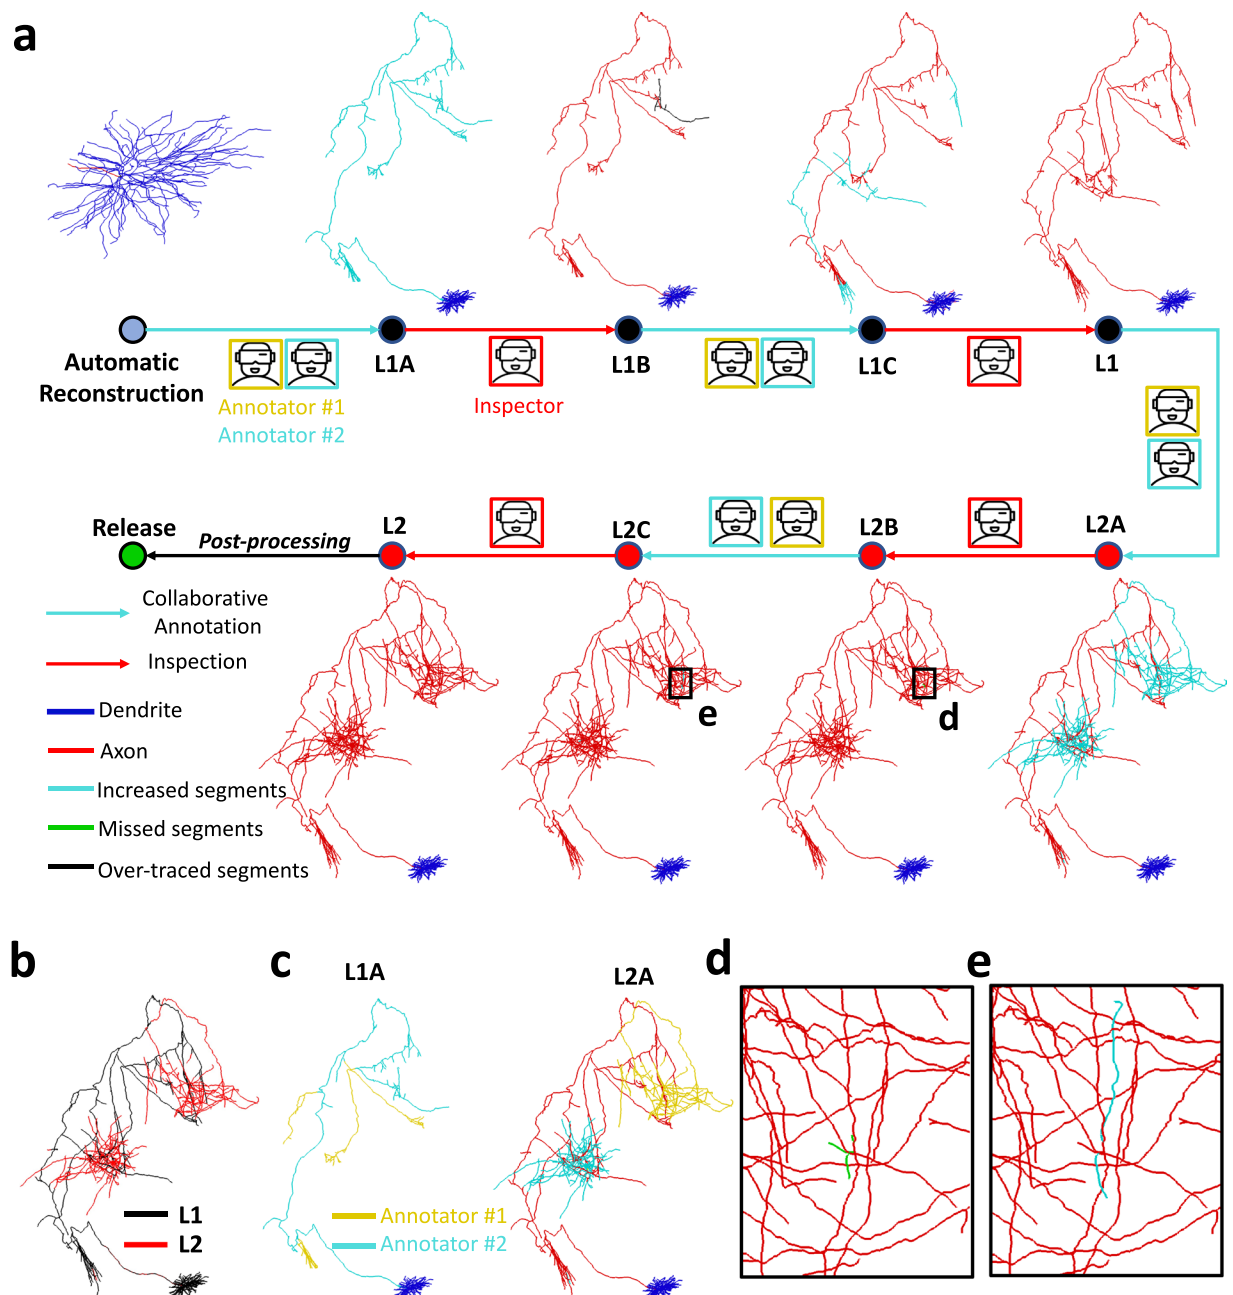 a
Automatic
Reconstruction
L1A
L1B
L1C
L1
Annotator #1
Annotator #2
Inspector
Release
Post-processing
L2
L2C
L2B
L2A
Collaborative
Annotation
Inspection
Dendrite
Axon
Increased segments
Missed segments
Over-traced segments
e
d
b
L1
L2
c
L1A
L2A
Annotator #1
Annotator #2
d
e